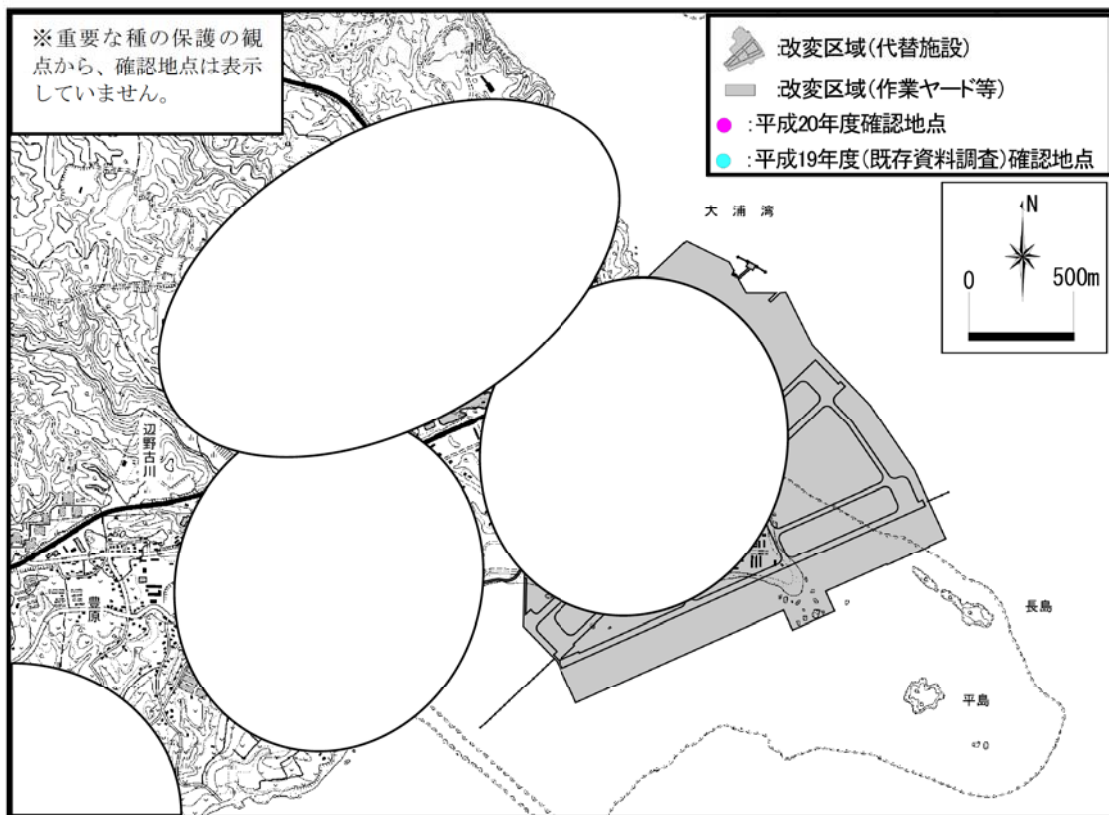 ※重要な種の保護の観
点から、確認地点は表示
していません。
:改変区域(代替施設)
:改変区域(作業ヤード等)
:平成20年度確認地点
:平成19年度(既存資料調査)確認地点
大浦湾
N
0 500m
辺野古川
豊原
長島
平島